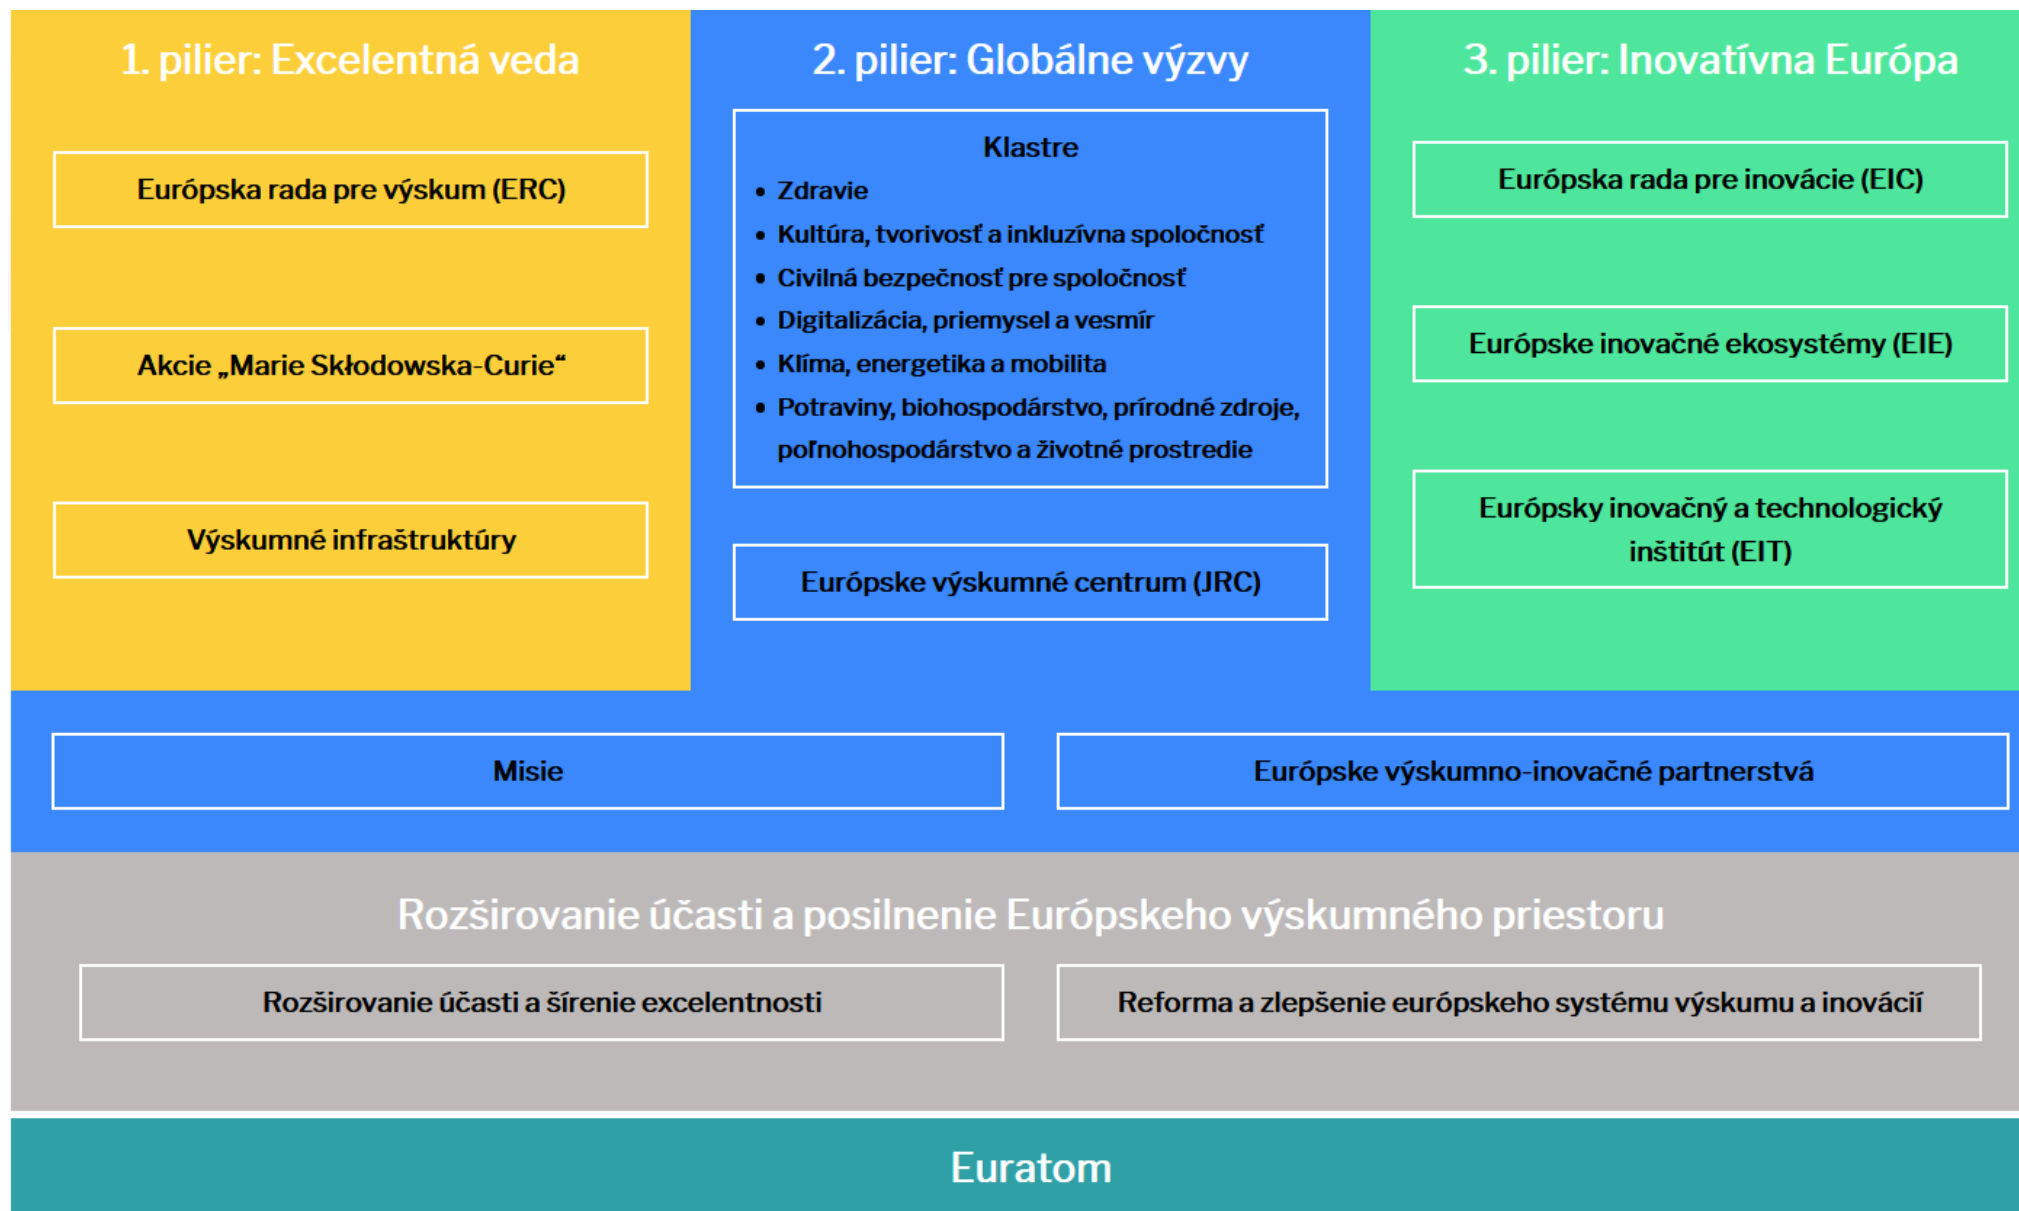 1. pilier: Excelentná veda
Európska rada pre výskum (ERC)
Akcie „Marie Skłodowska-Curie“
Výskumné infraštruktúry
2. pilier: Globálne výzvy
Klastre
• Zdravie
• Kultúra, tvorivosť a inkluzívna spoločnosť
• Civilná bezpečnosť pre spoločnosť
• Digitalizácia, priemysel a vesmír
• Klíma, energetika a mobilita
• Potraviny, biohospodárstvo, prírodné zdroje,
poľnohospodárstvo a životné prostredie
Európske výskumné centrum (JRC)
3. pilier: Inovatívna Európa
Európska rada pre inovácie (EIC)
Európske inovačné ekosystémy (EIE)
Európsky inovačný a technologický
inštitút (EIT)
Misie
Európske výskumno-inovačné partnerstvá
Rozširovanie účasti a posilnenie Európskeho výskumného priestoru
Rozširovanie účasti a šírenie excelentnosti
Reforma a zlepšenie európskeho systému výskumu a inovácií
Euratom